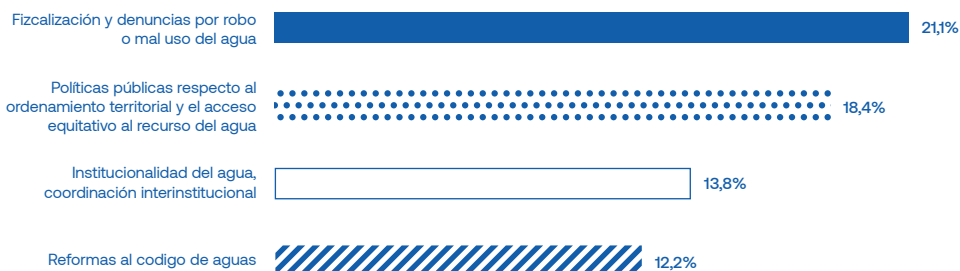 Fizcalización y denuncias por robo
o mal uso del agua
21,1%
Políticas públicas respecto al
ordenamiento territorial y el acceso
equitativo al recurso del agua
18,4%
Institucionalidad del agua,
coordinación interinstitucional
13,8%
Reformas al codigo de aguas
12,2%